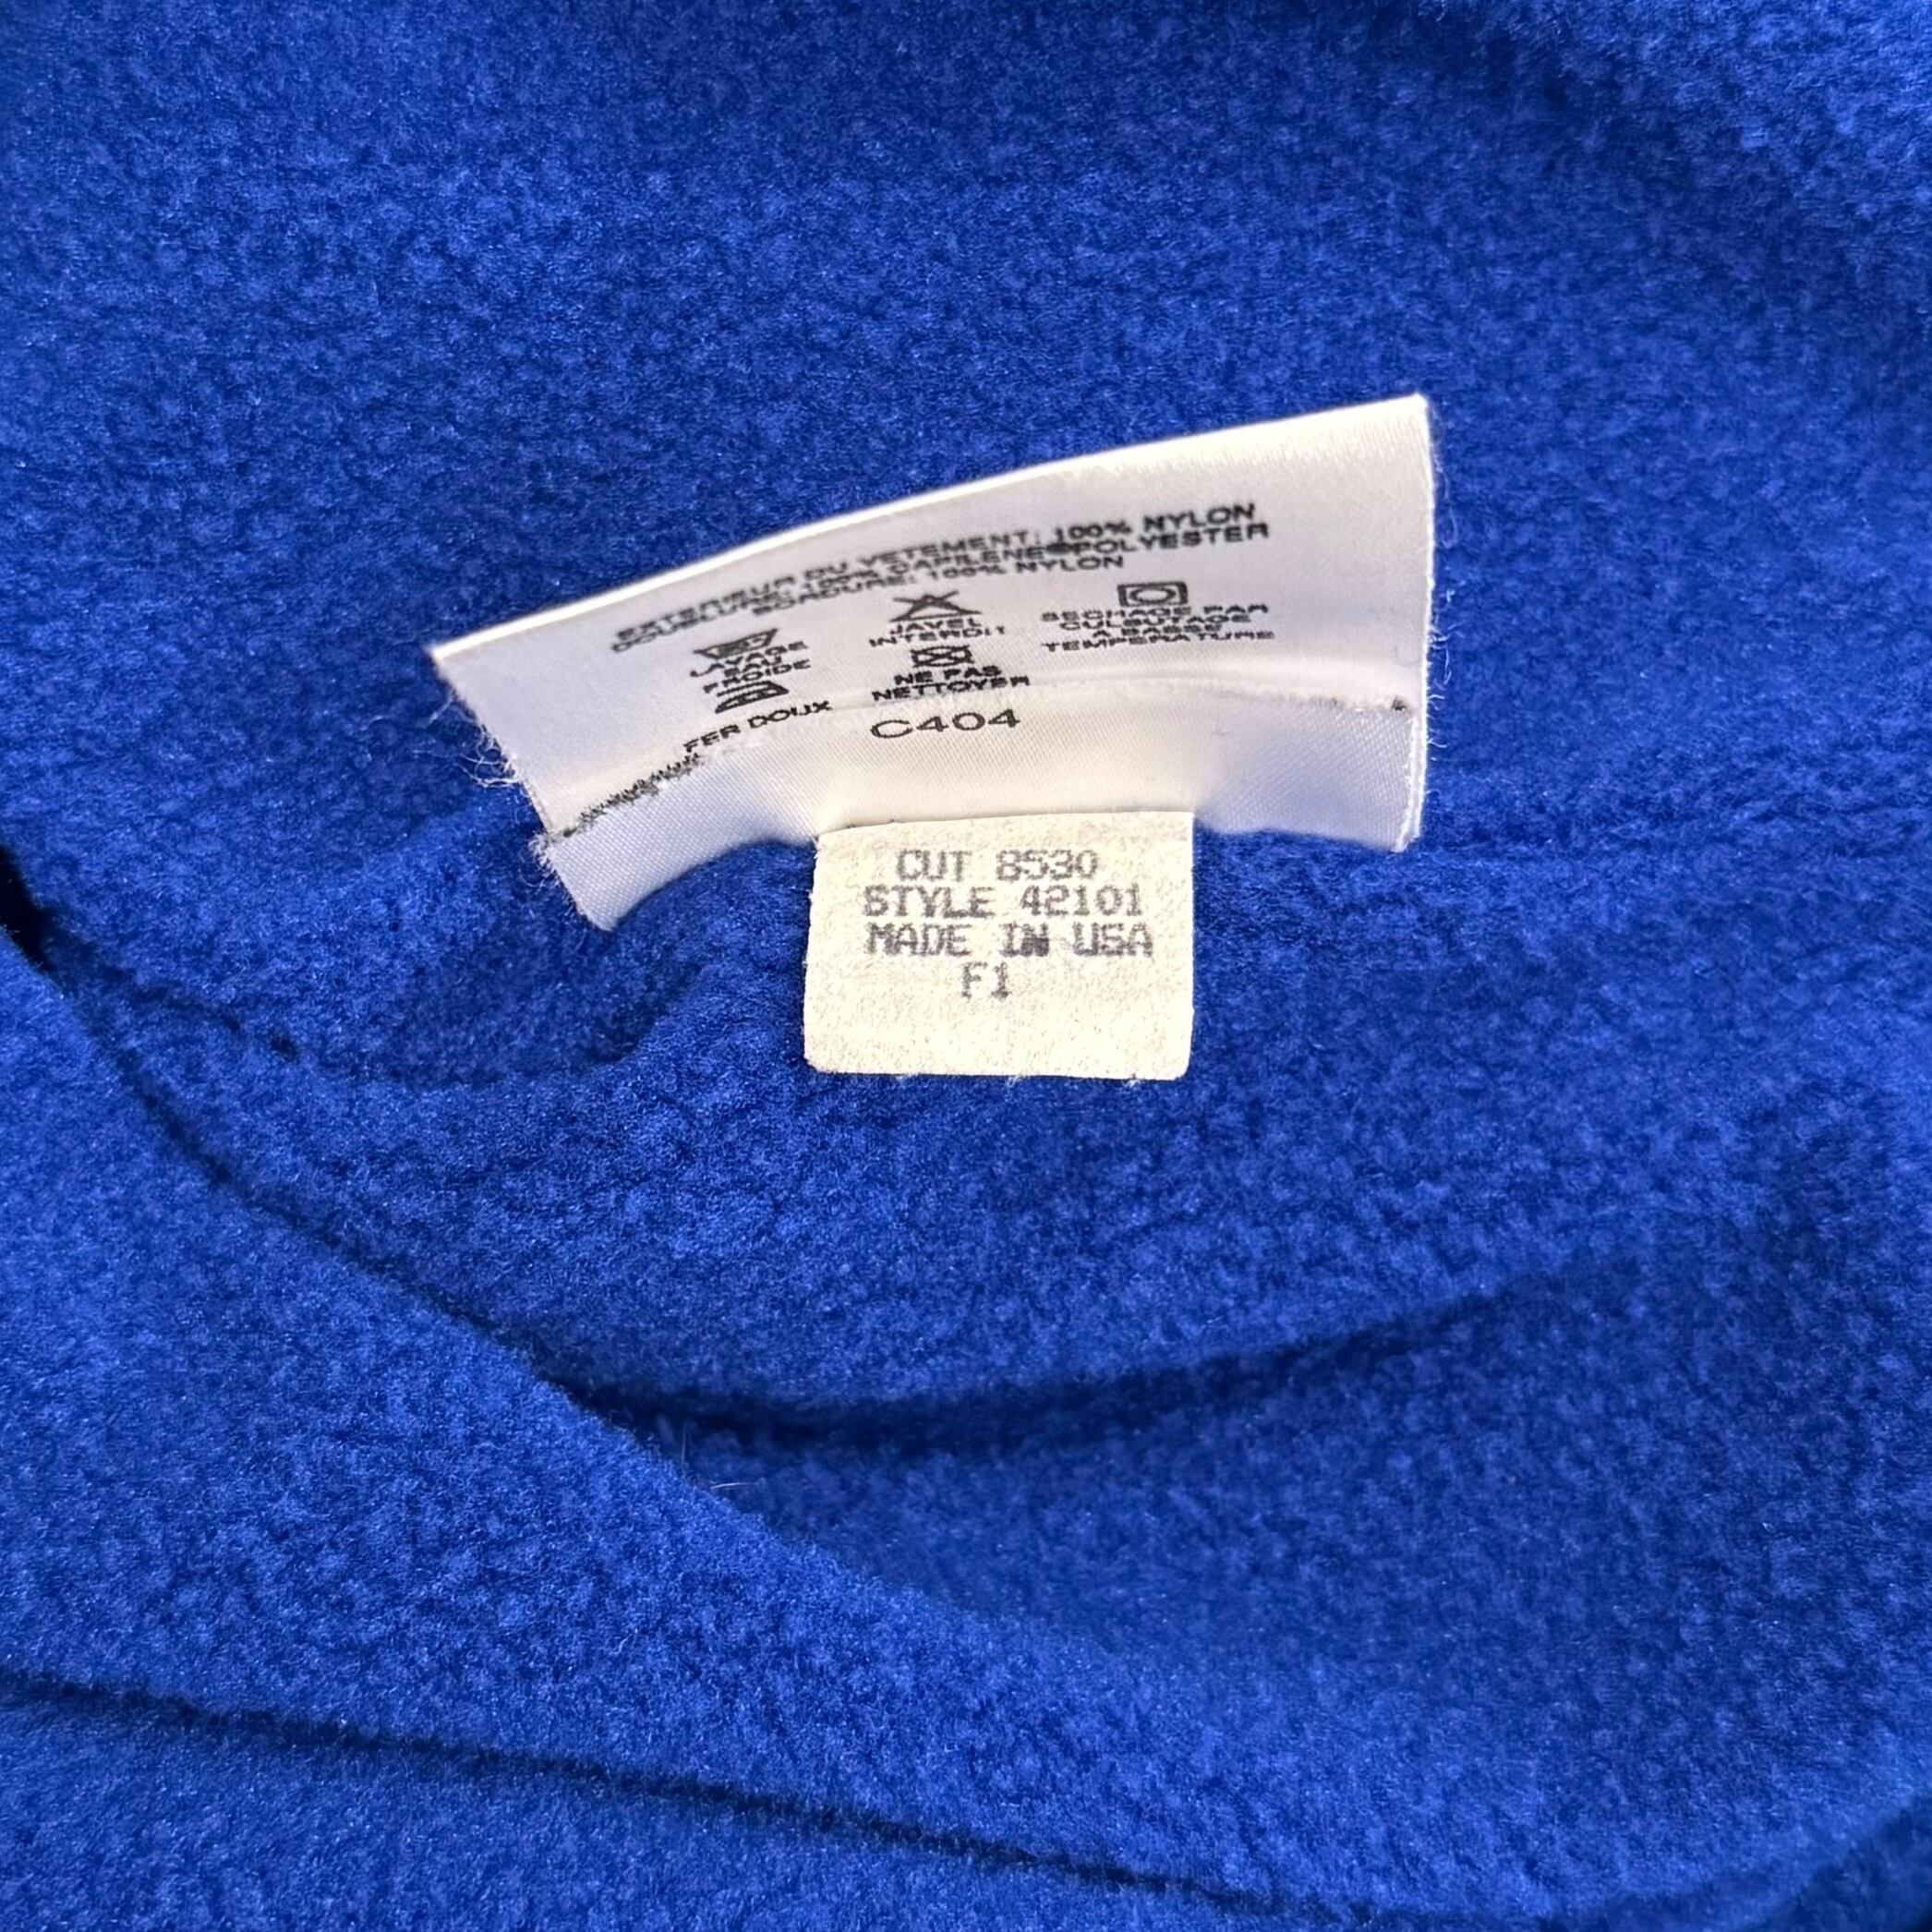 EXTERIEUR DU VETEMENT: 100% NYLON
DOUBLURE: 100% CAPILENE®POLYESTER
BORDURE: 100% NYLON
LAVAGE
EAU
FROIDE
JAVEL
INTERDIT
SECHAGE PAR
CULBUTAGE
A BASSE
TEMPERATURE
FER DOUX
NE PAS
NETTOYER
C404
CUT 8530
STYLE 42101
MADE IN USA
F1